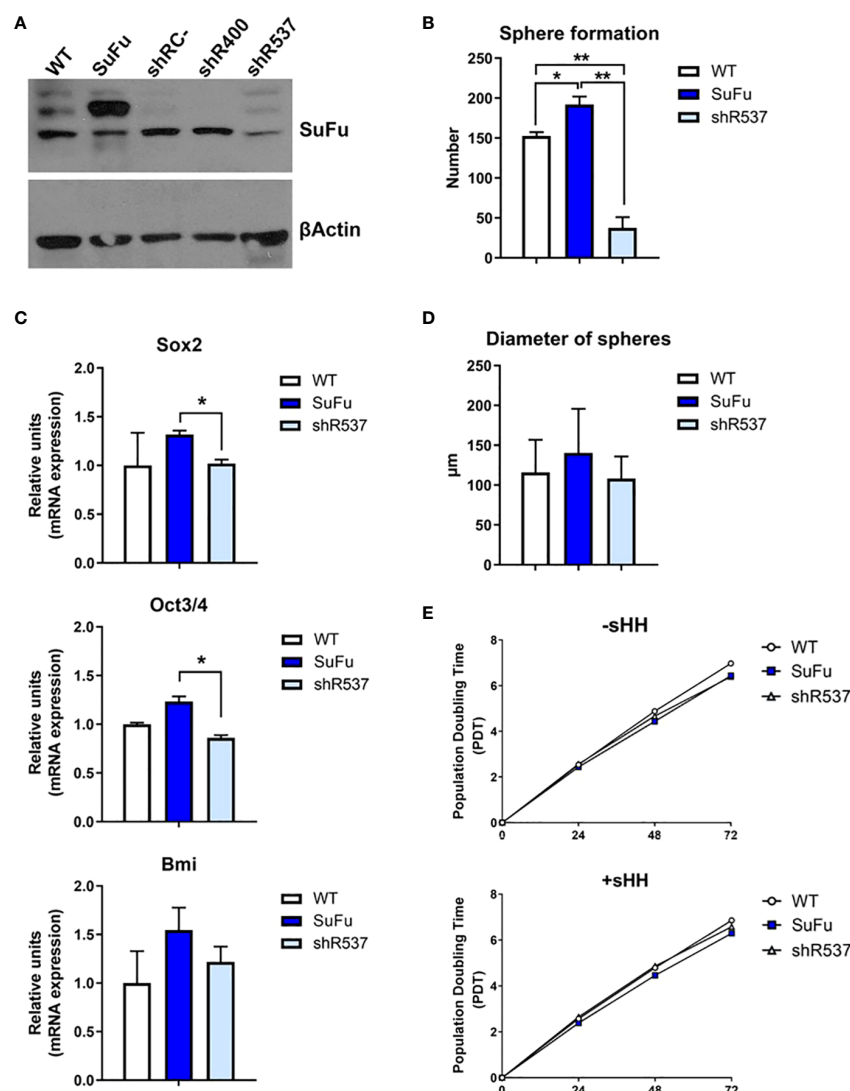 A
WT
SuFu
shRC-
shR400
shR537
SuFu
βActin
B
Sphere formation
Number
250
200
150
100
50
0
**
*
**
WT
SuFu
shR537
C
Sox2
Relative units
(mRNA expression)
2.0
1.5
1.0
0.5
0.0
*
WT
SuFu
shR537
Oct3/4
Relative units
(mRNA expression)
2.0
1.5
1.0
0.5
0.0
*
WT
SuFu
shR537
Bmi
Relative units
(mRNA expression)
2.0
1.5
1.0
0.5
0.0
WT
SuFu
shR537
D
Diameter of spheres
µm
250
200
150
100
50
0
WT
SuFu
shR537
E
-sHH
Population Doubling Time
(PDT)
8
6
4
2
0
0 24 48 72
WT
SuFu
shR537
+sHH
Population Doubling Time
(PDT)
8
6
4
2
0
0 24 48 72
WT
SuFu
shR537